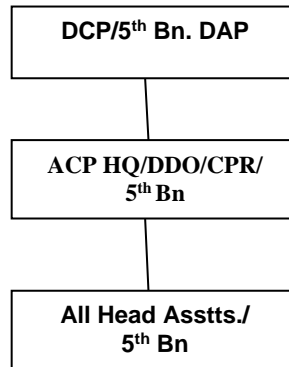 DCP/5th Bn. DAP
ACP HQ/DDO/CPR/
5th Bn
All Head Asstts./
5th Bn